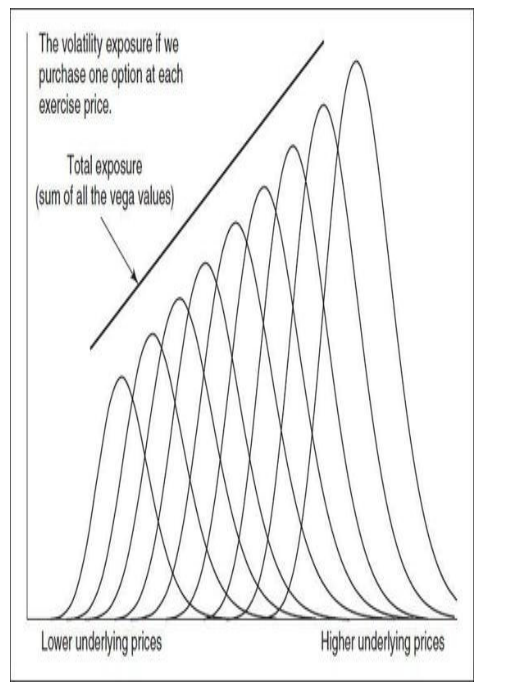 The volatility exposure if we
purchase one option at each
exercise price.
Total exposure
(sum of all the vega values)
Lower underlying prices
Higher underlying prices